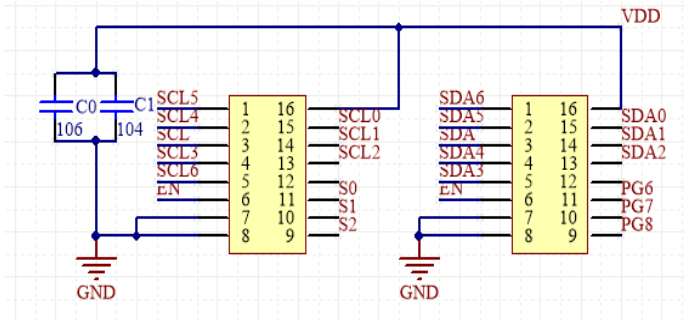 VDD
C0
106
C1
104
SCL5
SCL4
SCL
SCL3
SCL6
EN
1 16
2 15
3 14
4 13
5 12
6 11
7 10
8 9
SCL0
SCL1
SCL2
S0
S1
S2
GND
SDA6
SDA5
SDA
SDA4
SDA3
EN
1 16
2 15
3 14
4 13
5 12
6 11
7 10
8 9
SDA0
SDA1
SDA2
PG6
PG7
PG8
GND